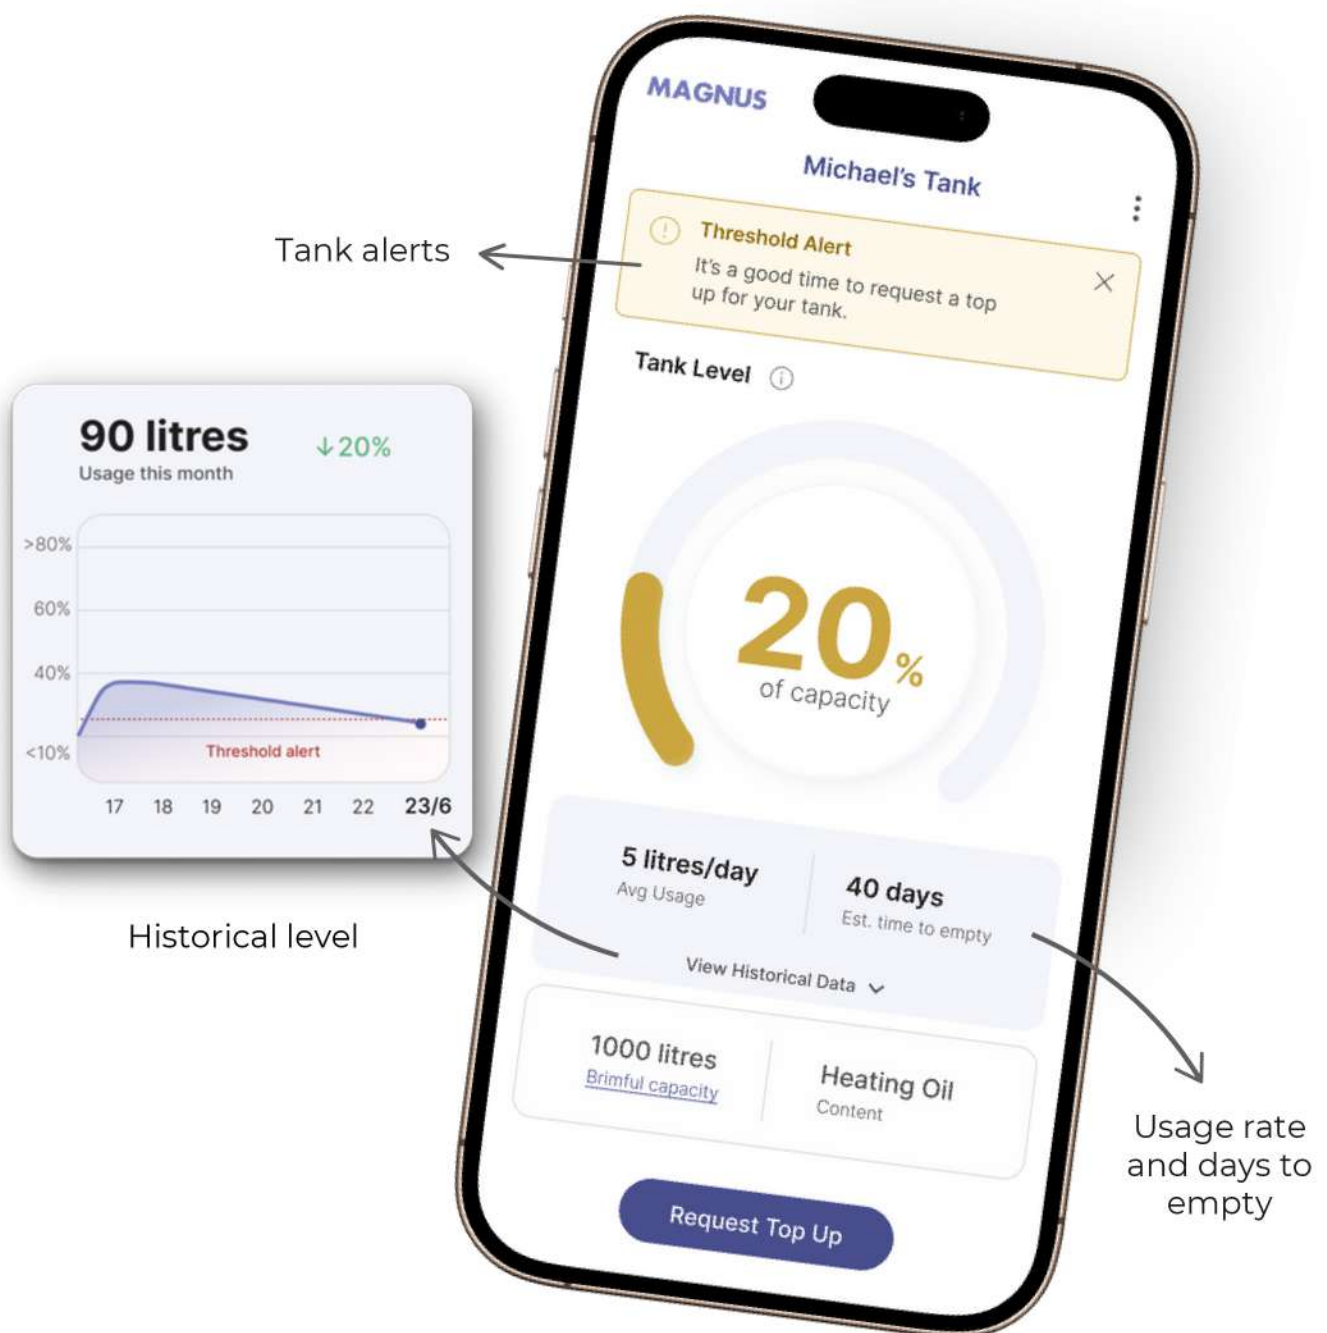 MAGNUS
Michael's Tank
Threshold Alert
It's a good time to request a top
up for your tank.
Tank alerts
Tank Level
90 litres
↓20%
Usage this month
>80%
60%
40%
<10%
Threshold alert
17 18 19 20 21 22 23/6
Historical level
20%
of capacity
5 litres/day
Avg Usage
40 days
Est. time to empty
View Historical Data
1000 litres
Brimful capacity
Heating Oil
Content
Request Top Up
Usage rate
and days to
empty